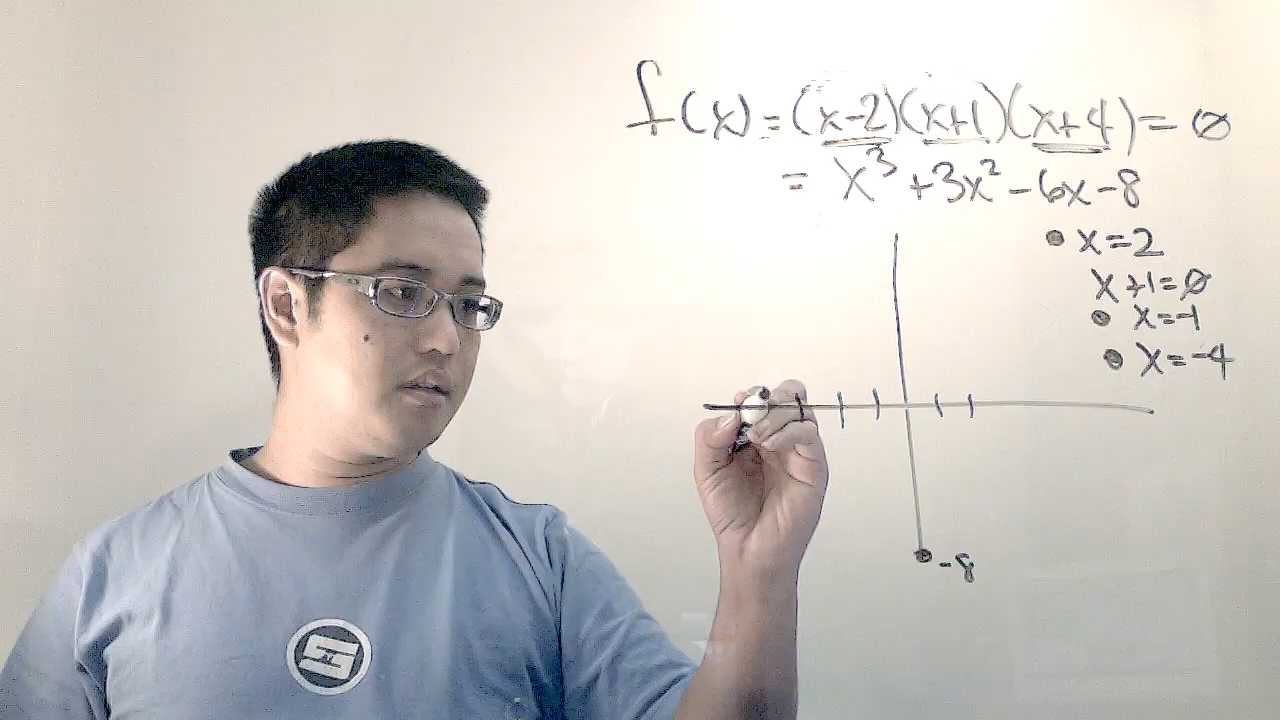 f(x) = (x-2)(x+1)(x+4) = ∅
= x³ + 3x² - 6x - 8
• x=2
x+1=∅
• x=-1
• x=-4
-8